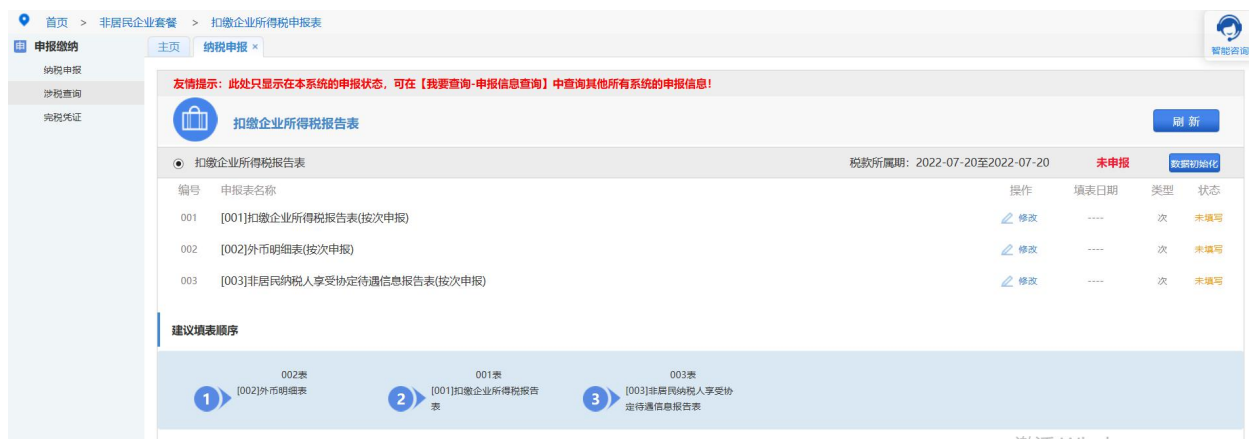 首页 > 非居民企业套餐 > 扣缴企业所得税申报表
智能咨询
申 申报缴纳
纳税申报
涉税查询
完税凭证
主页 纳税申报 ×
友情提示：此处只显示在本系统的申报状态，可在【我要查询-申报信息查询】中查询其他所有系统的申报信息！
扣缴企业所得税报告表 刷 新
扣缴企业所得税报告表 税款所属期：2022-07-20至2022-07-20 未申报 数据初始化
编号 申报表名称 操作 填表日期 类型 状态
001 [001]扣缴企业所得税报告表(按次申报) 修改 ---- 次 未填写
002 [002]外币明细表(按次申报) 修改 ---- 次 未填写
003 [003]非居民纳税人享受协定待遇信息报告表(按次申报) 修改 ---- 次 未填写
建议填表顺序
1 002表
[002]外币明细表
2 001表
[001]扣缴企业所得税报告
表
3 003表
[003]非居民纳税人享受协
定待遇信息报告表